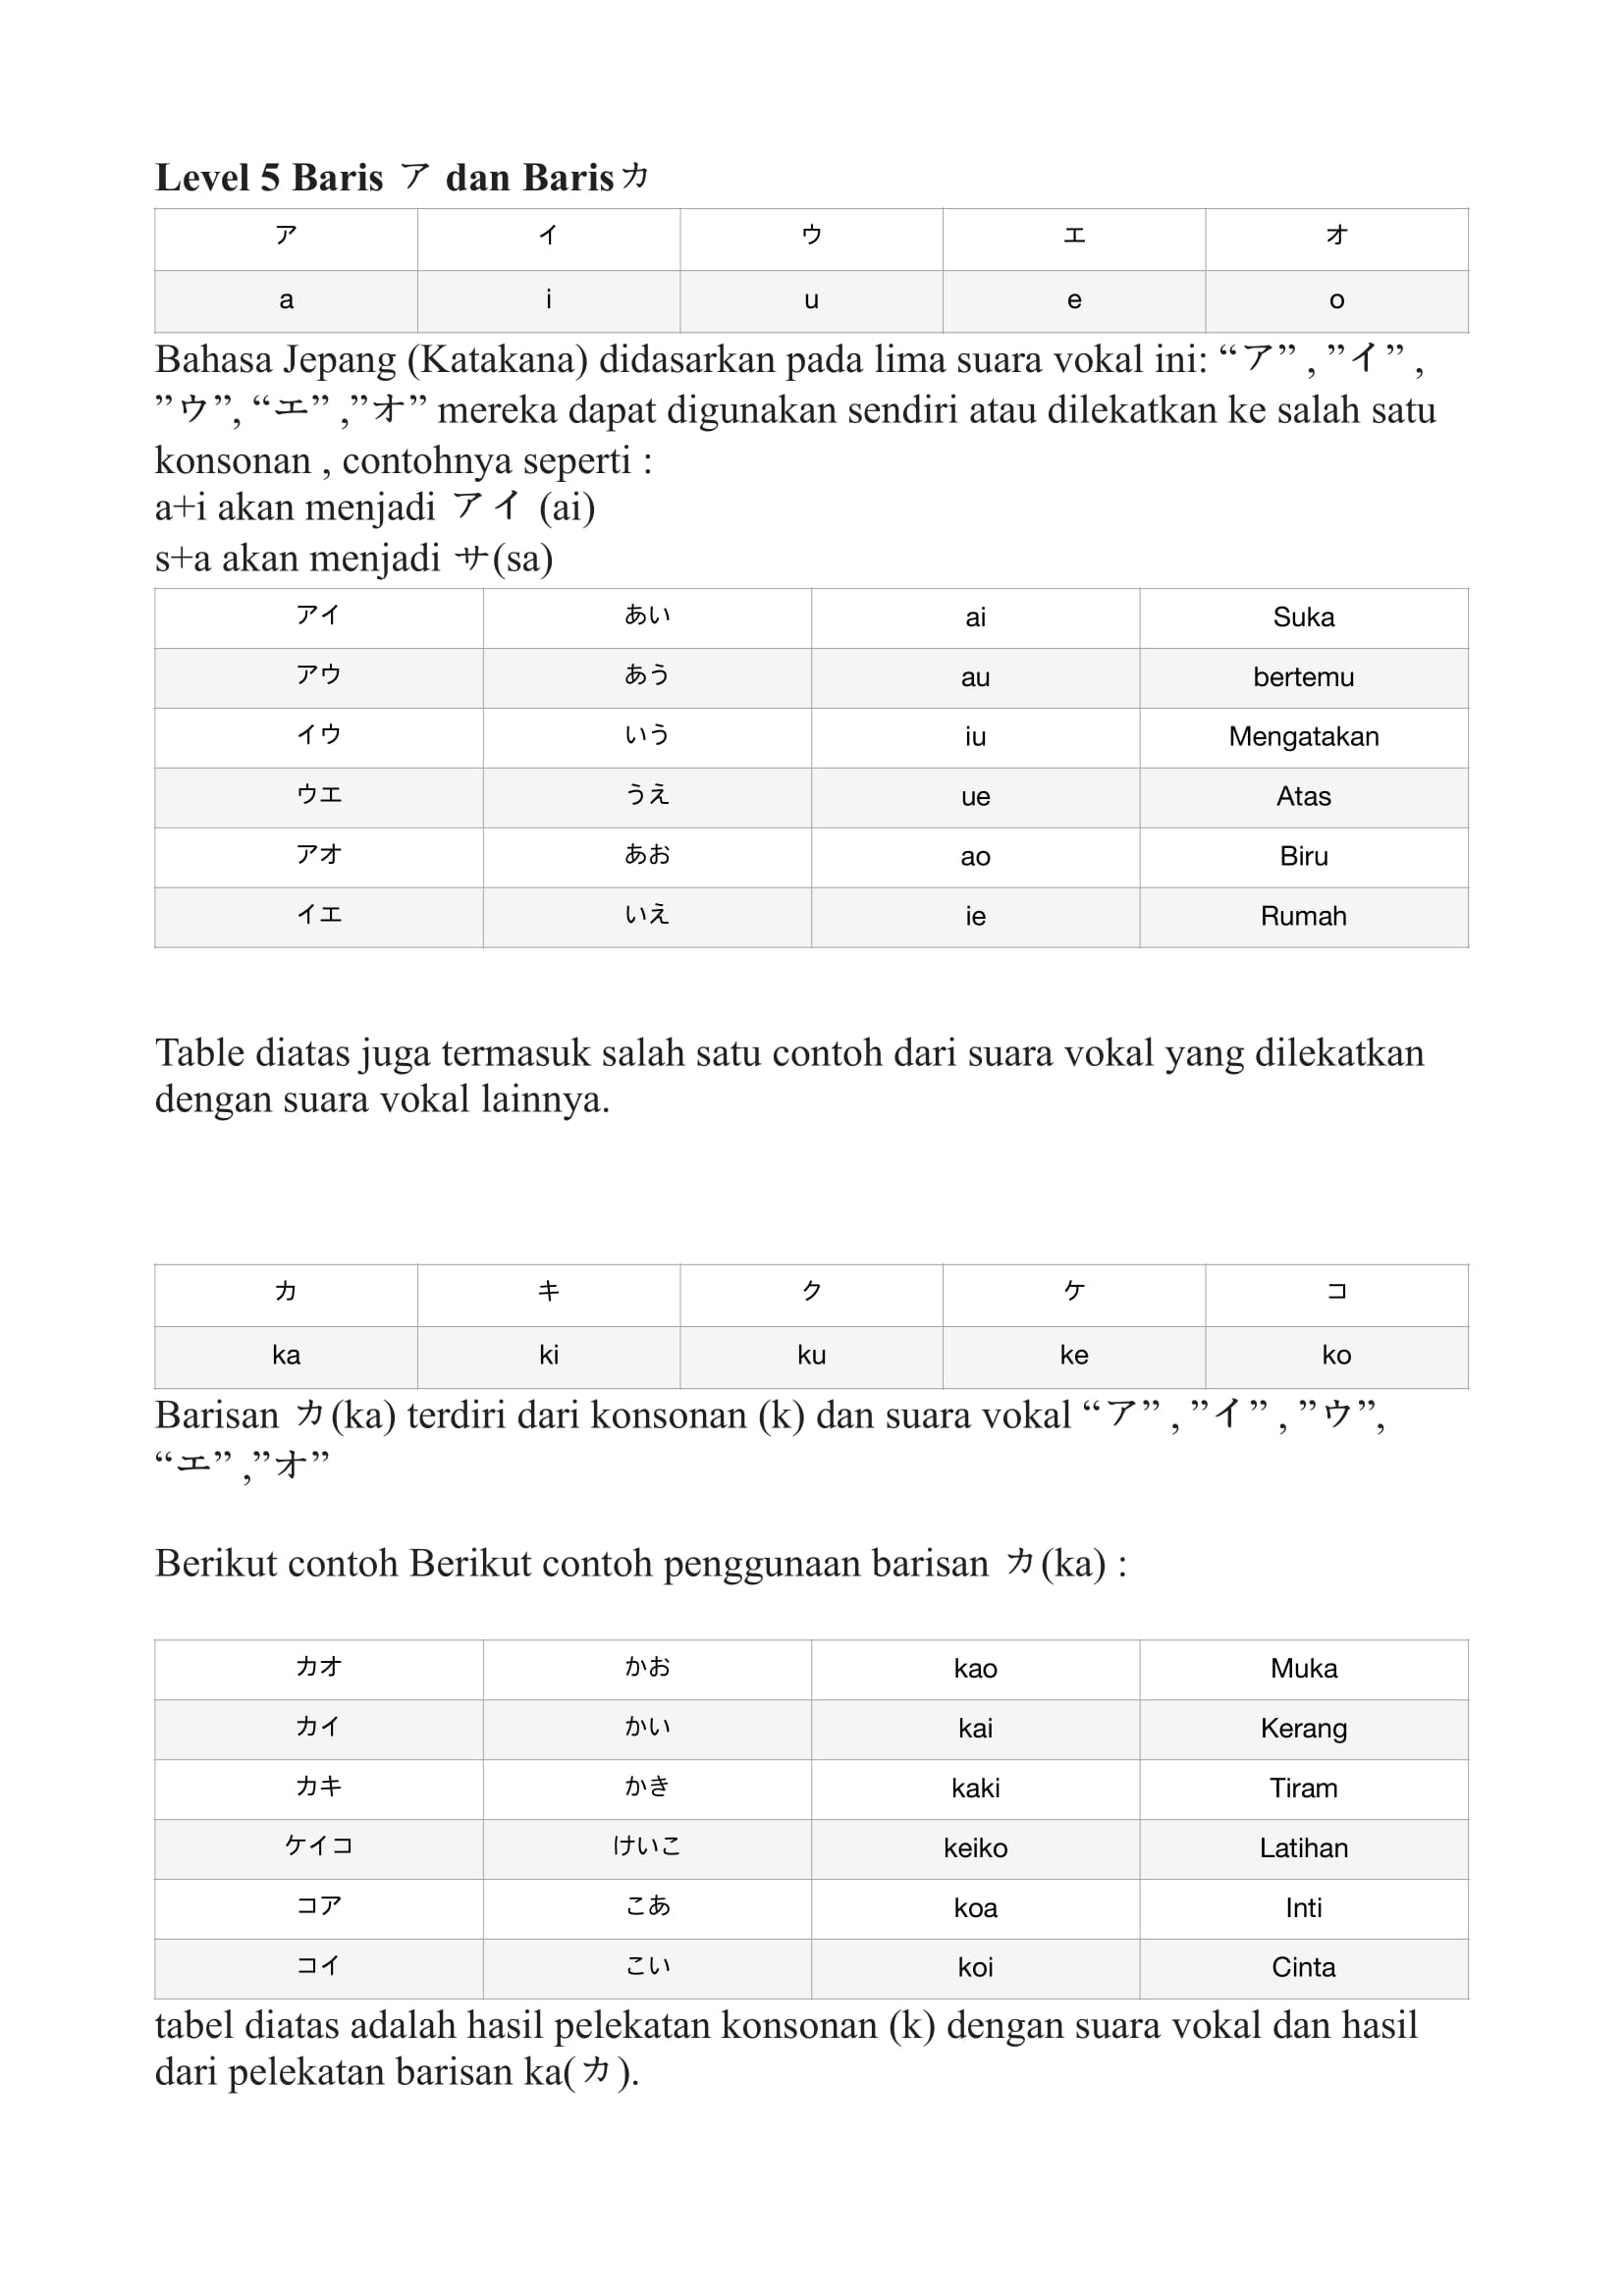 Level 5 Baris ア dan Barisカ
ア イ ウ エ オ
a i u e o
Bahasa Jepang (Katakana) didasarkan pada lima suara vokal ini: “ア” , ”イ” ,
”ウ”, “エ” ,”オ” mereka dapat digunakan sendiri atau dilekatkan ke salah satu
konsonan , contohnya seperti :
a+i akan menjadi アイ (ai)
s+a akan menjadi サ(sa)
アイ あい ai Suka
アウ あう au bertemu
イウ いう iu Mengatakan
ウエ うえ ue Atas
アオ あお ao Biru
イエ いえ ie Rumah
Table diatas juga termasuk salah satu contoh dari suara vokal yang dilekatkan
dengan suara vokal lainnya.
カ キ ク ケ コ
ka ki ku ke ko
Barisan カ(ka) terdiri dari konsonan (k) dan suara vokal “ア” , ”イ” , ”ウ”,
“エ” ,”オ”
Berikut contoh Berikut contoh penggunaan barisan カ(ka) :
カオ かお kao Muka
カイ かい kai Kerang
カキ かき kaki Tiram
ケイコ けいこ keiko Latihan
コア こあ koa Inti
コイ こい koi Cinta
tabel diatas adalah hasil pelekatan konsonan (k) dengan suara vokal dan hasil
dari pelekatan barisan ka(カ).